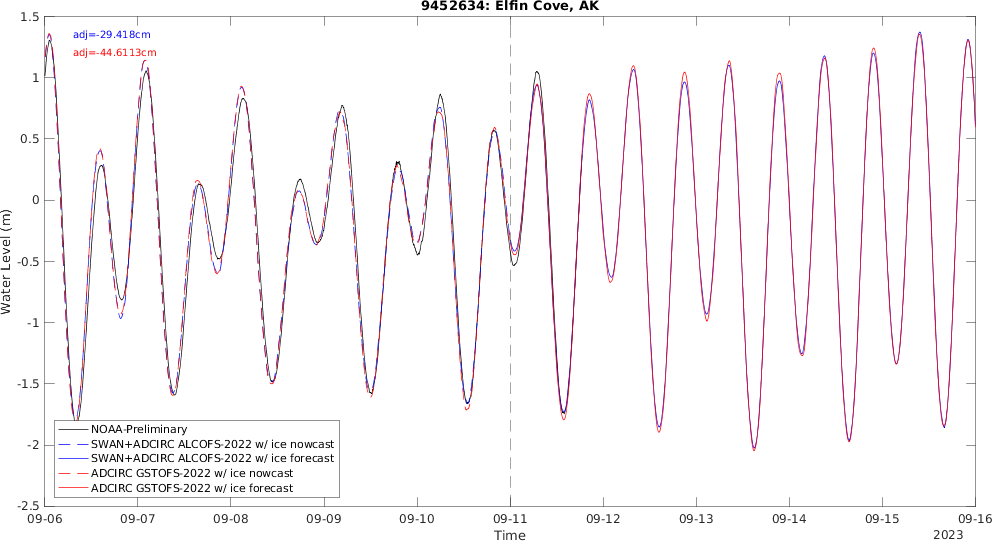 9452634: Elfin Cove, AK
adj=-29.418cm
adj=-44.6113cm
Water Level (m)
1.5
1
0.5
0
-0.5
-1
-1.5
-2
-2.5
NOAA-Preliminary
SWAN+ADCIRC ALCOFS-2022 w/ ice nowcast
SWAN+ADCIRC ALCOFS-2022 w/ ice forecast
ADCIRC GSTOFS-2022 w/ ice nowcast
ADCIRC GSTOFS-2022 w/ ice forecast
09-06 09-07 09-08 09-09 09-10 09-11 09-12 09-13 09-14 09-15 09-16
Time
2023